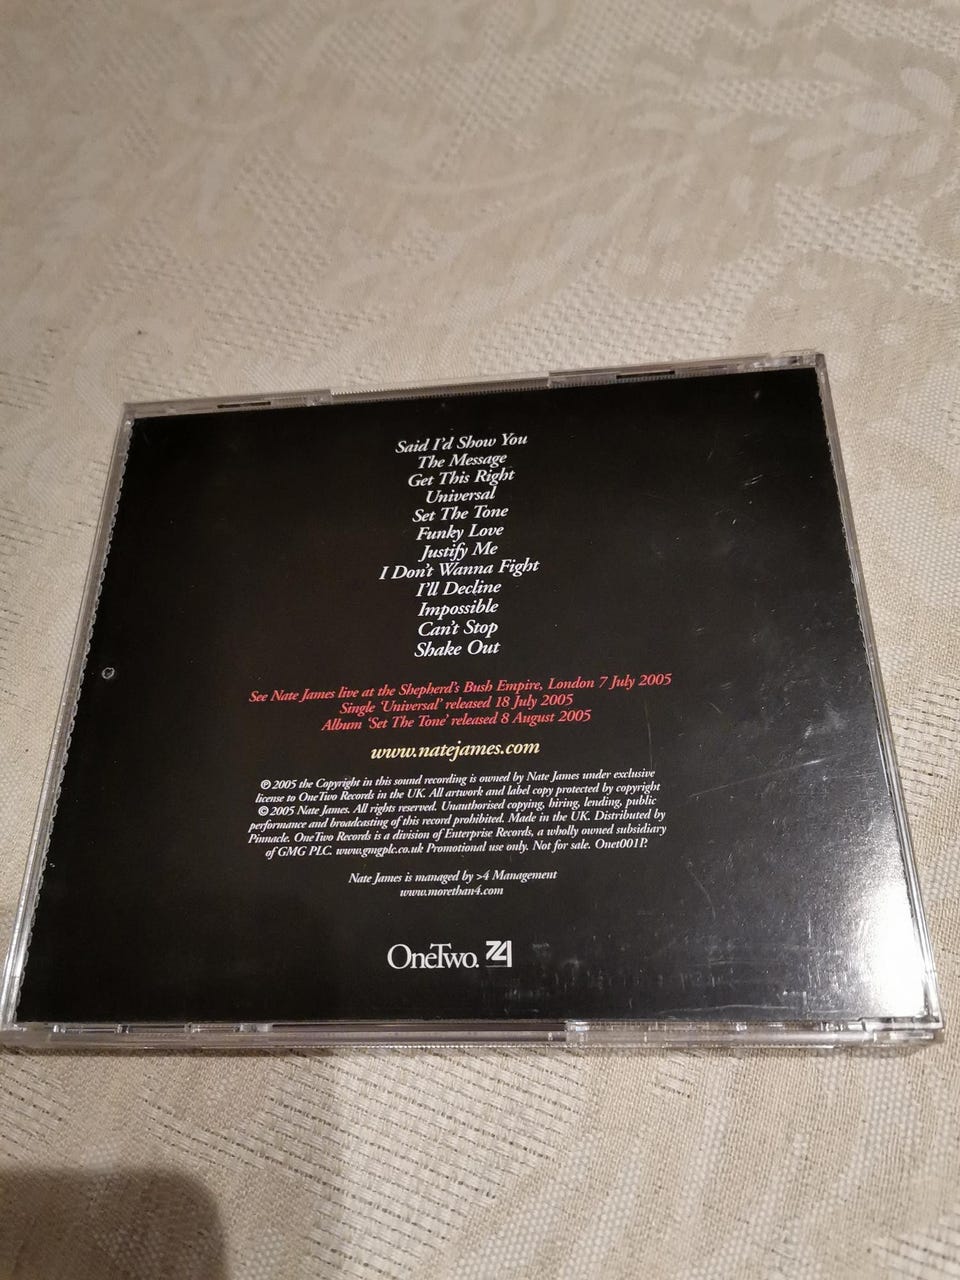 Said I'd Show You
The Message
Get This Right
Universal
Set The Tone
Funky Love
Justify Me
I Don't Wanna Fight
I'll Decline
Impossible
Can't Stop
Shake Out
See Nate James live at the Shepherd's Bush Empire, London 7 July 2005
Single 'Universal' released 18 July 2005
Album 'Set The Tone' released 8 August 2005
www.natejames.com
℗ 2005 the Copyright in this sound recording is owned by Nate James under exclusive
license to OneTwo Records in the UK. All artwork and label copy protected by copyright
© 2005 Nate James. All rights reserved. Unauthorised copying, hiring, lending, public
performance and broadcasting of this record prohibited. Made in the UK. Distributed by
Pinnacle. OneTwo Records is a division of Enterprise Records, a wholly owned subsidiary
of GMG PLC. www.gmgplc.co.uk Promotional use only. Not for sale. Onet001P.
Nate James is managed by >4 Management
www.morethan4.com
OneTwo.